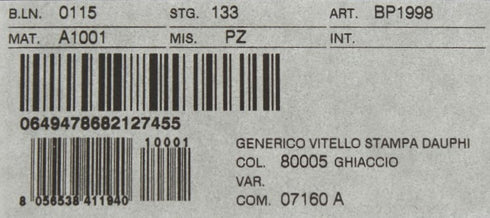 B.LN. 0115 STG. 133 ART. BP1998
MAT. A1001 MIS. PZ INT.
0649478682127455
10001
GENERICO VITELLO STAMPA DAUPHI
COL. 80005 GHIACCIO
VAR.
8 056538 411940
COM. 07160 A